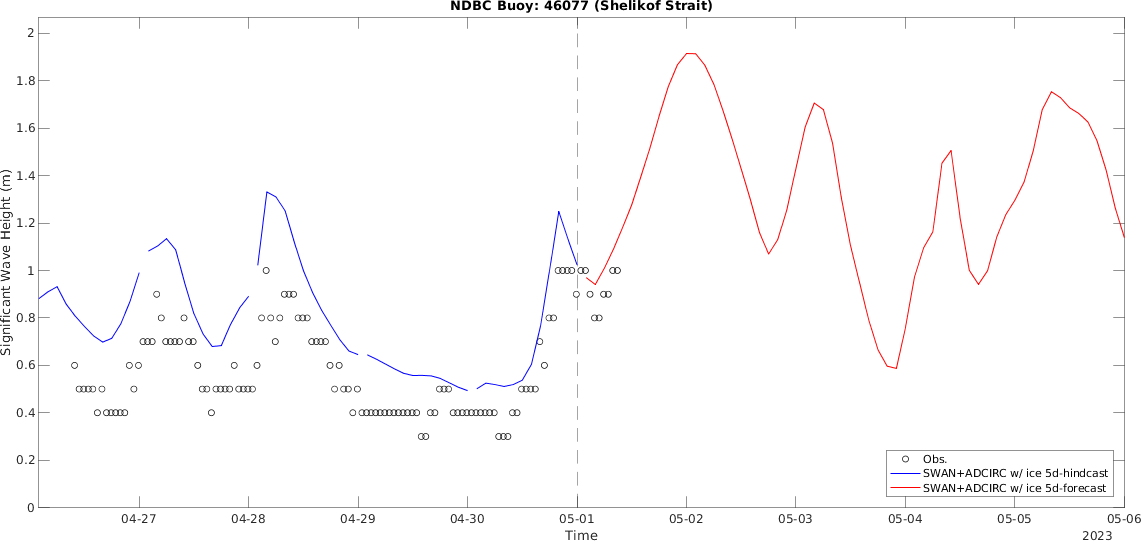 NDBC Buoy: 46077 (Shelikof Strait)
Significant Wave Height (m)
2
1.8
1.6
1.4
1.2
1
0.8
0.6
0.4
0.2
0
Obs.
SWAN+ADCIRC w/ ice 5d-hindcast
SWAN+ADCIRC w/ ice 5d-forecast
04-27 04-28 04-29 04-30 05-01 05-02 05-03 05-04 05-05 05-06
Time
2023